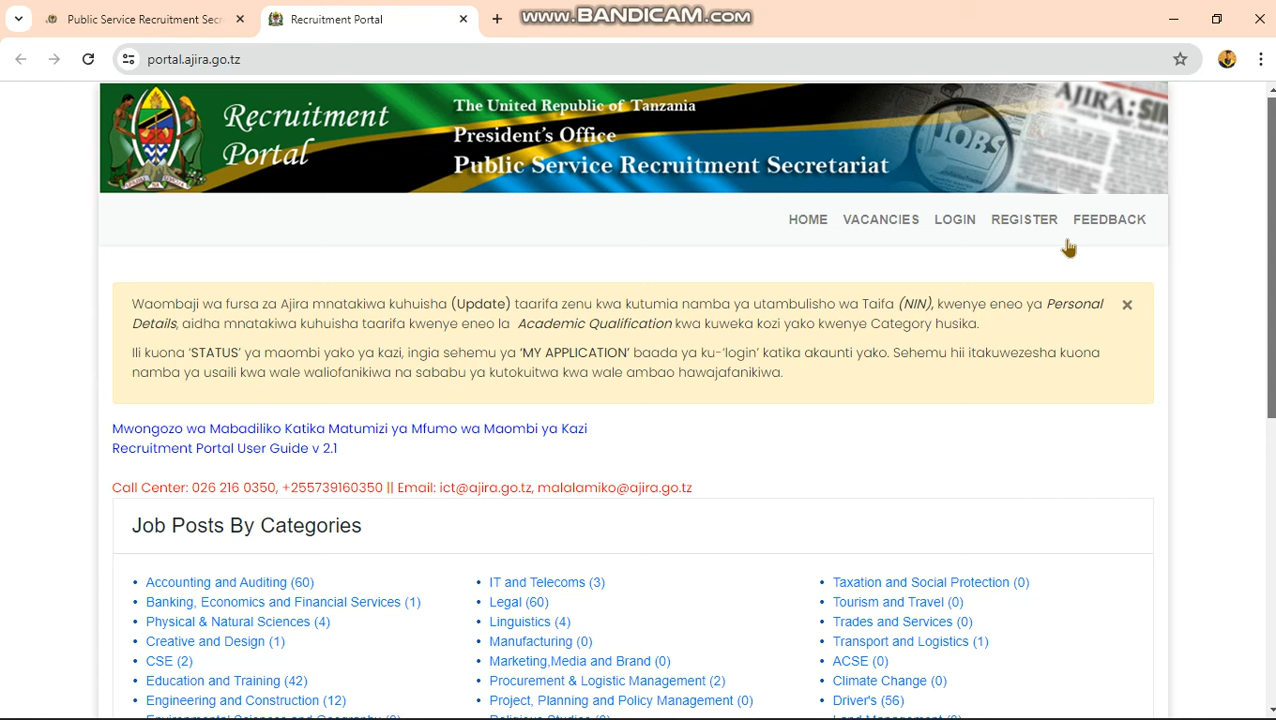 www.BANDICAM.com
Public Service Recruitment Secr
Recruitment Portal
portal.ajira.go.tz
Recruitment
Portal
The United Republic of Tanzania
President's Office
Public Service Recruitment Secretariat
JOBS
AJIRA:
HOME VACANCIES LOGIN REGISTER FEEDBACK
Waombaji wa fursa za Ajira mnatakiwa kuhuisha (Update) taarifa zenu kwa kutumia namba ya utambulisho wa Taifa (NIN), kwenye eneo ya Personal
Details, aidha mnatakiwa kuhuisha taarifa kwenye eneo la Academic Qualification kwa kuweka kozi yako kwenye Category husika.
Ili kuona 'STATUS' ya maombi yako ya kazi, ingia sehemu ya 'MY APPLICATION' baada ya ku-'login' katika akaunti yako. Sehemu hii itakuwezesha kuona
namba ya usaili kwa wale waliofanikiwa na sababu ya kutokuitwa kwa wale ambao hawajafanikiwa.
Mwongozo wa Mabadiliko Katika Matumizi ya Mfumo wa Maombi ya Kazi
Recruitment Portal User Guide v 2.1
Call Center: 026 216 0350, +255739160350 || Email: ict@ajira.go.tz, malalamiko@ajira.go.tz
Job Posts By Categories
• Accounting and Auditing (60)
• Banking, Economics and Financial Services (1)
• Physical & Natural Sciences (4)
• Creative and Design (1)
• CSE (2)
• Education and Training (42)
• Engineering and Construction (12)
• IT and Telecoms (3)
• Legal (60)
• Linguistics (4)
• Manufacturing (0)
• Marketing,Media and Brand (0)
• Procurement & Logistic Management (2)
• Project, Planning and Policy Management (0)
• Taxation and Social Protection (0)
• Tourism and Travel (0)
• Trades and Services (0)
• Transport and Logistics (1)
• ACSE (0)
• Climate Change (0)
• Driver's (56)